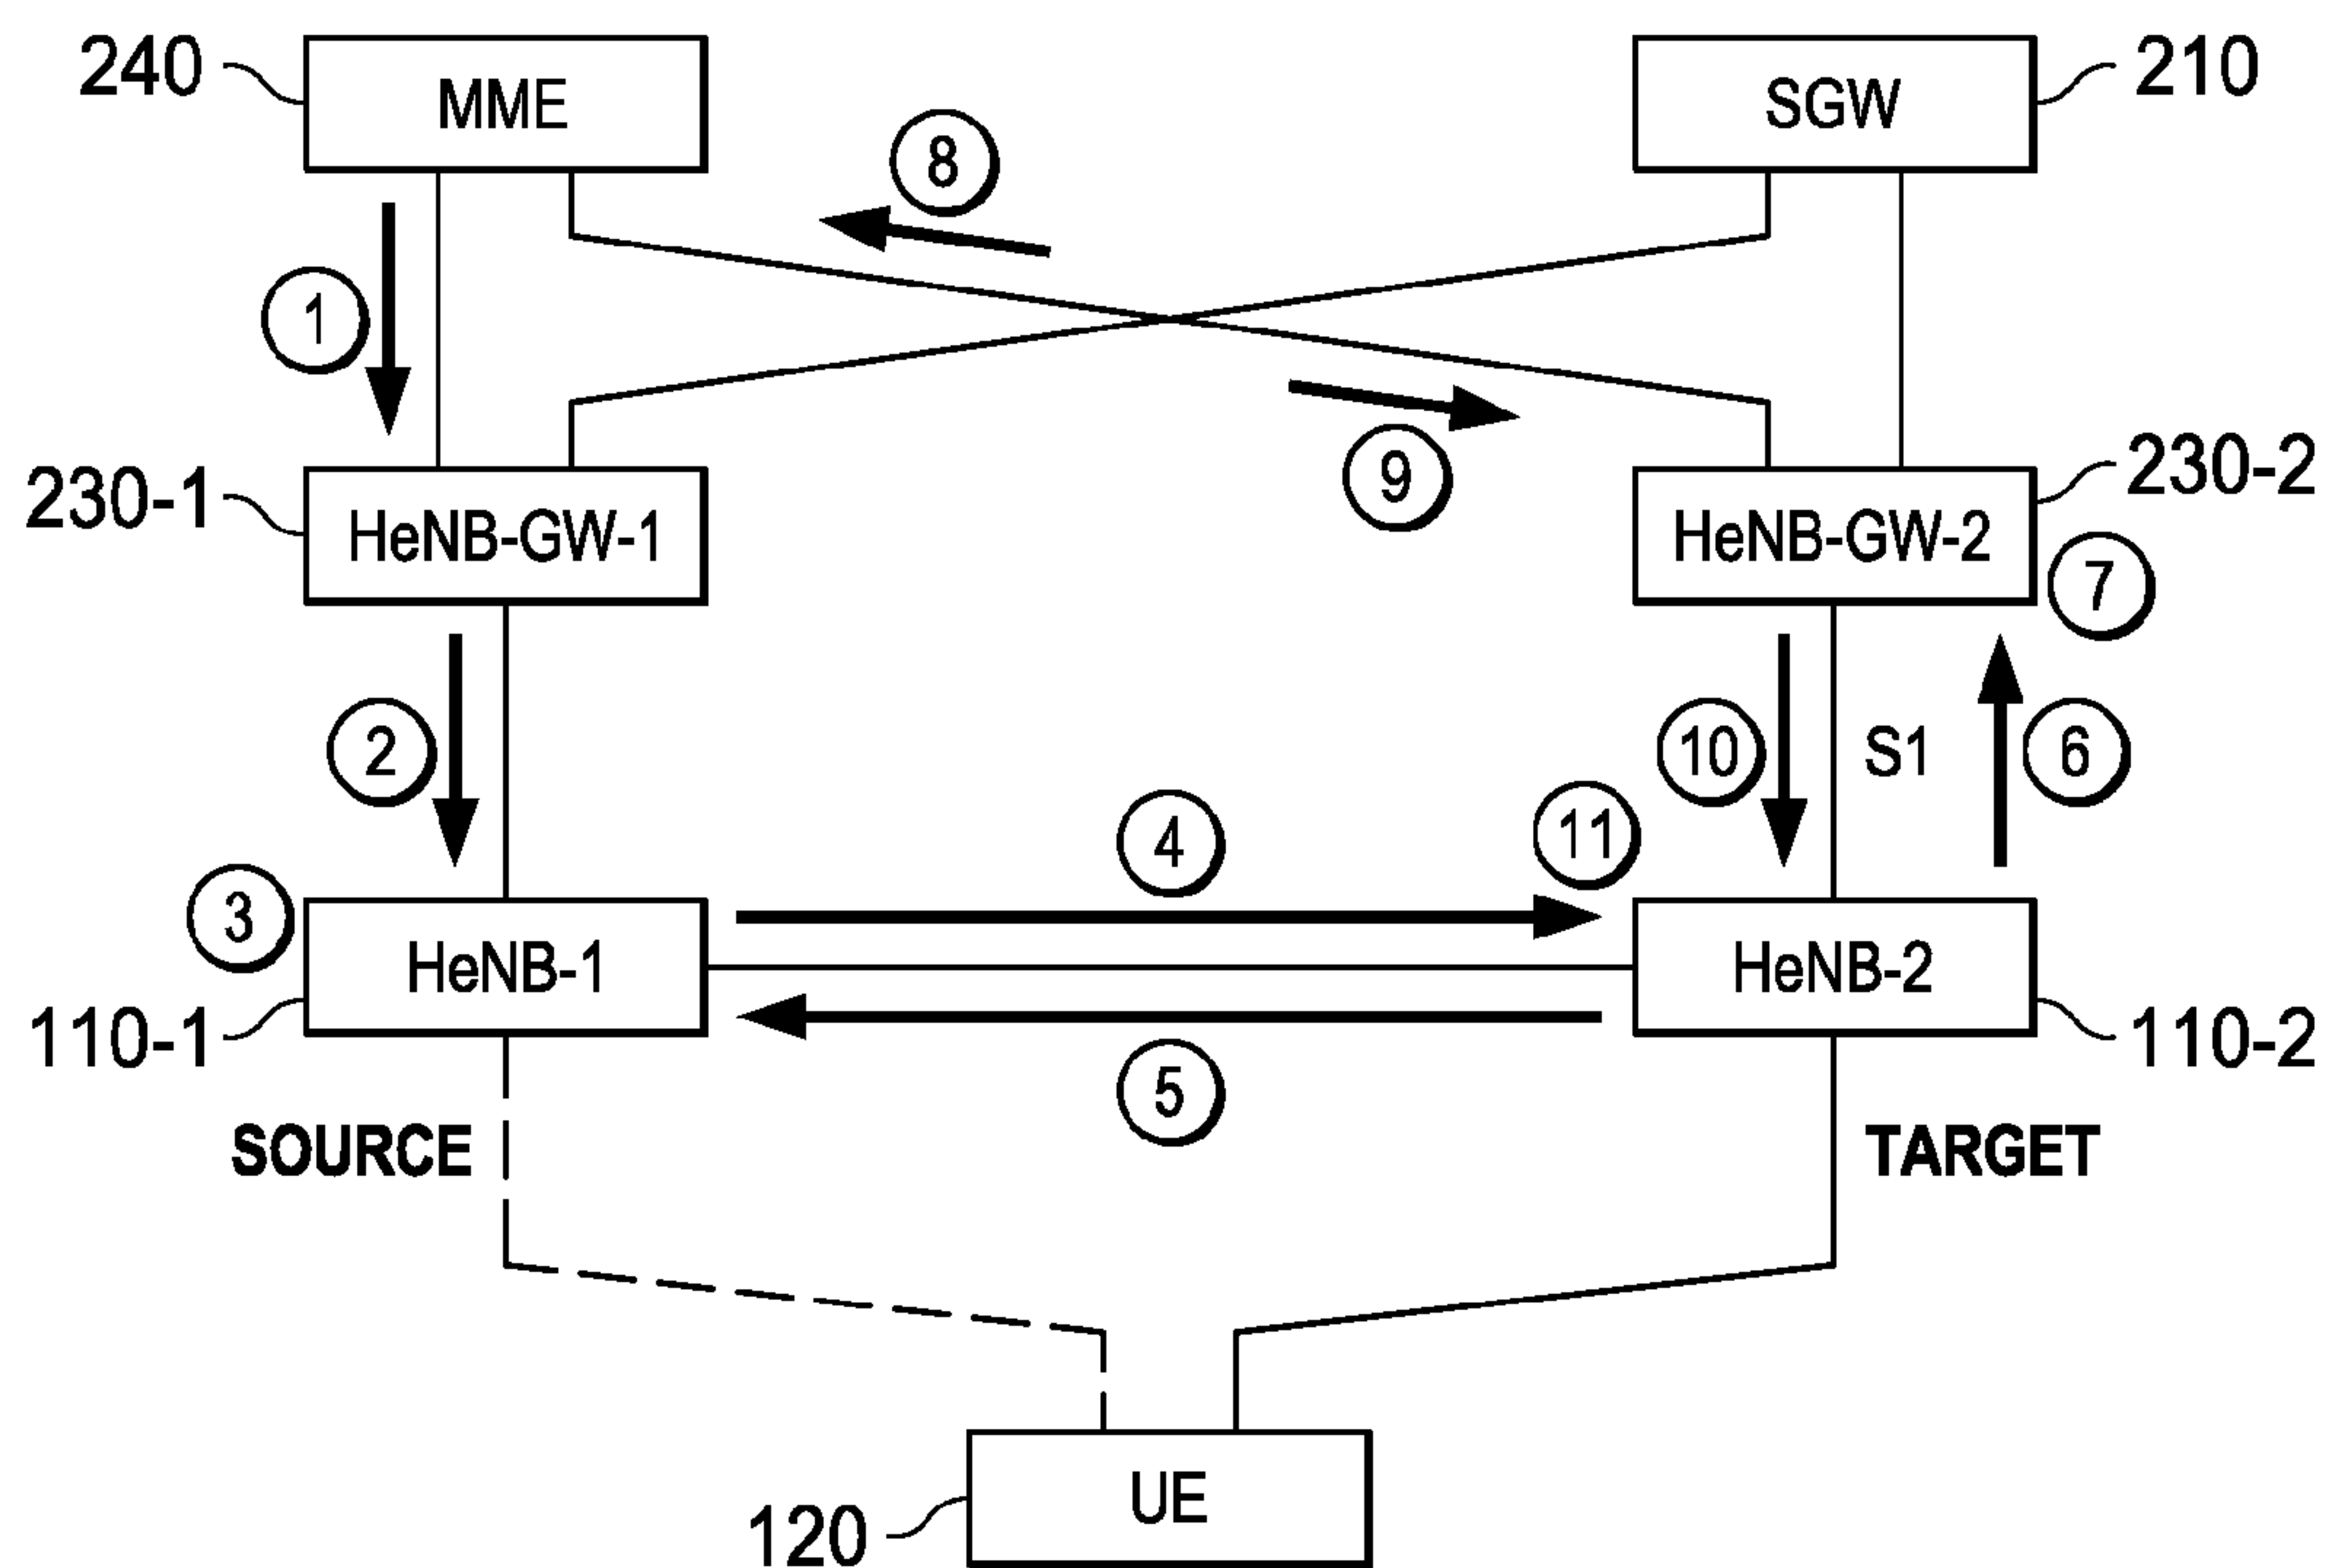 240
MME
SGW
210
8
1
9
230-1
HeNB-GW-1
HeNB-GW-2
230-2
7
2
10
S1
6
4
11
3
HeNB-1
HeNB-2
110-1
110-2
5
SOURCE
TARGET
UE
120